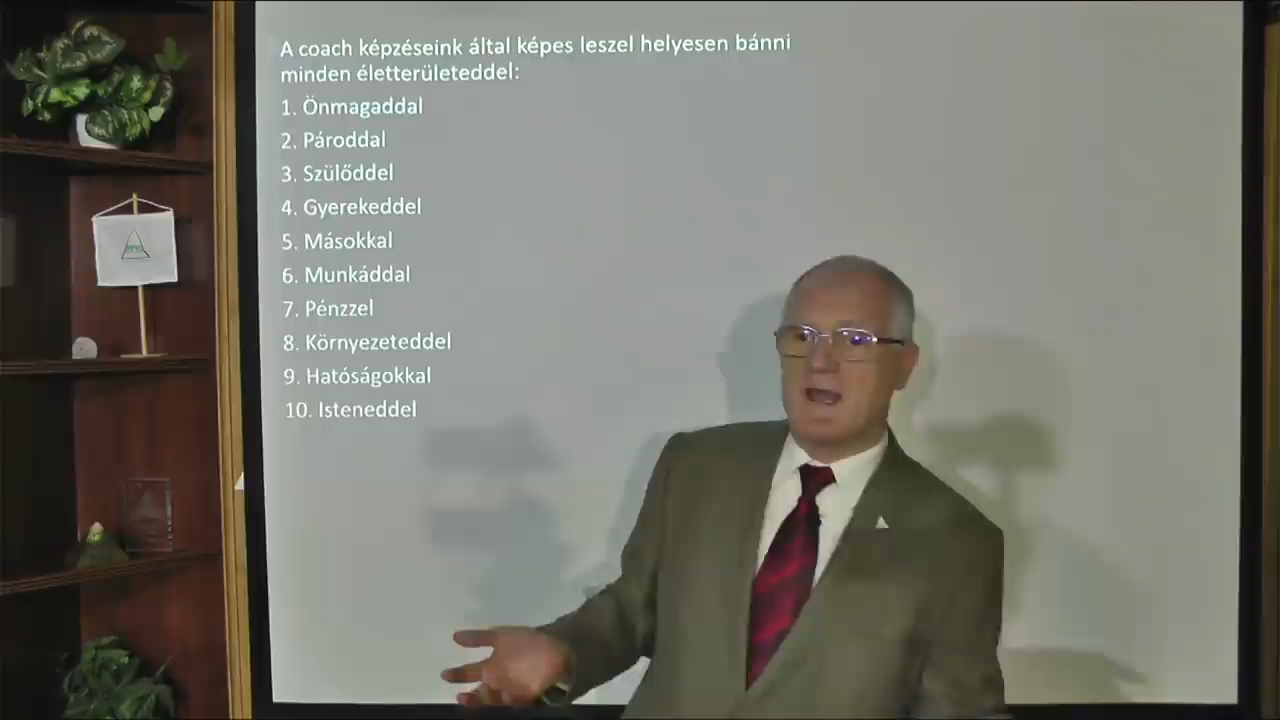 A coach képzéseink által képes leszel helyesen bánni
minden életterületeddel:
1. Önmagaddal
2. Pároddal
3. Szülőddel
4. Gyerekeddel
5. Másokkal
6. Munkáddal
7. Pénzzel
8. Környezeteddel
9. Hatóságokkal
10. Isteneddel